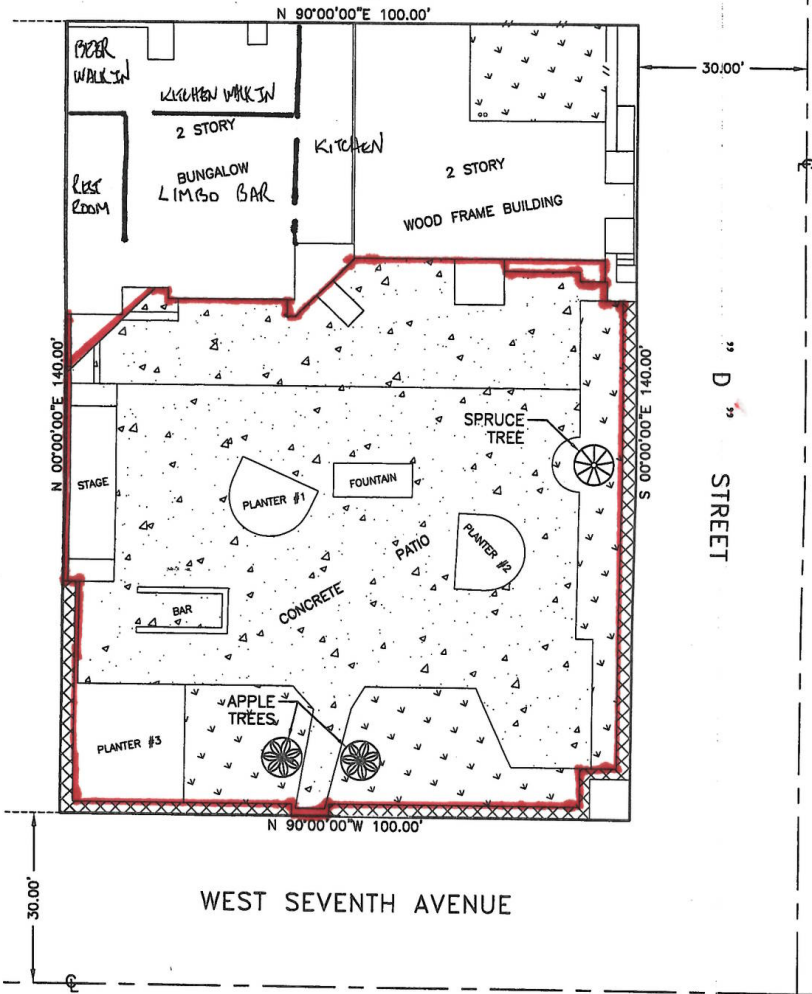 N 90°00'00"E 100.00'
BEER
WALK IN
KITCHEN WALK IN
2 STORY
BUNGALOW
LIMBO BAR
KITCHEN
REST
ROOM
2 STORY
WOOD FRAME BUILDING
30.00'
N 00°00'00"E 140.00'
S 00°00'00"E 140.00'
" D " STREET
STAGE
SPRUCE
TREE
PLANTER #1
FOUNTAIN
PLANTER #2
CONCRETE PATIO
BAR
APPLE
TREES
PLANTER #3
N 90°00'00"W 100.00'
30.00'
WEST SEVENTH AVENUE